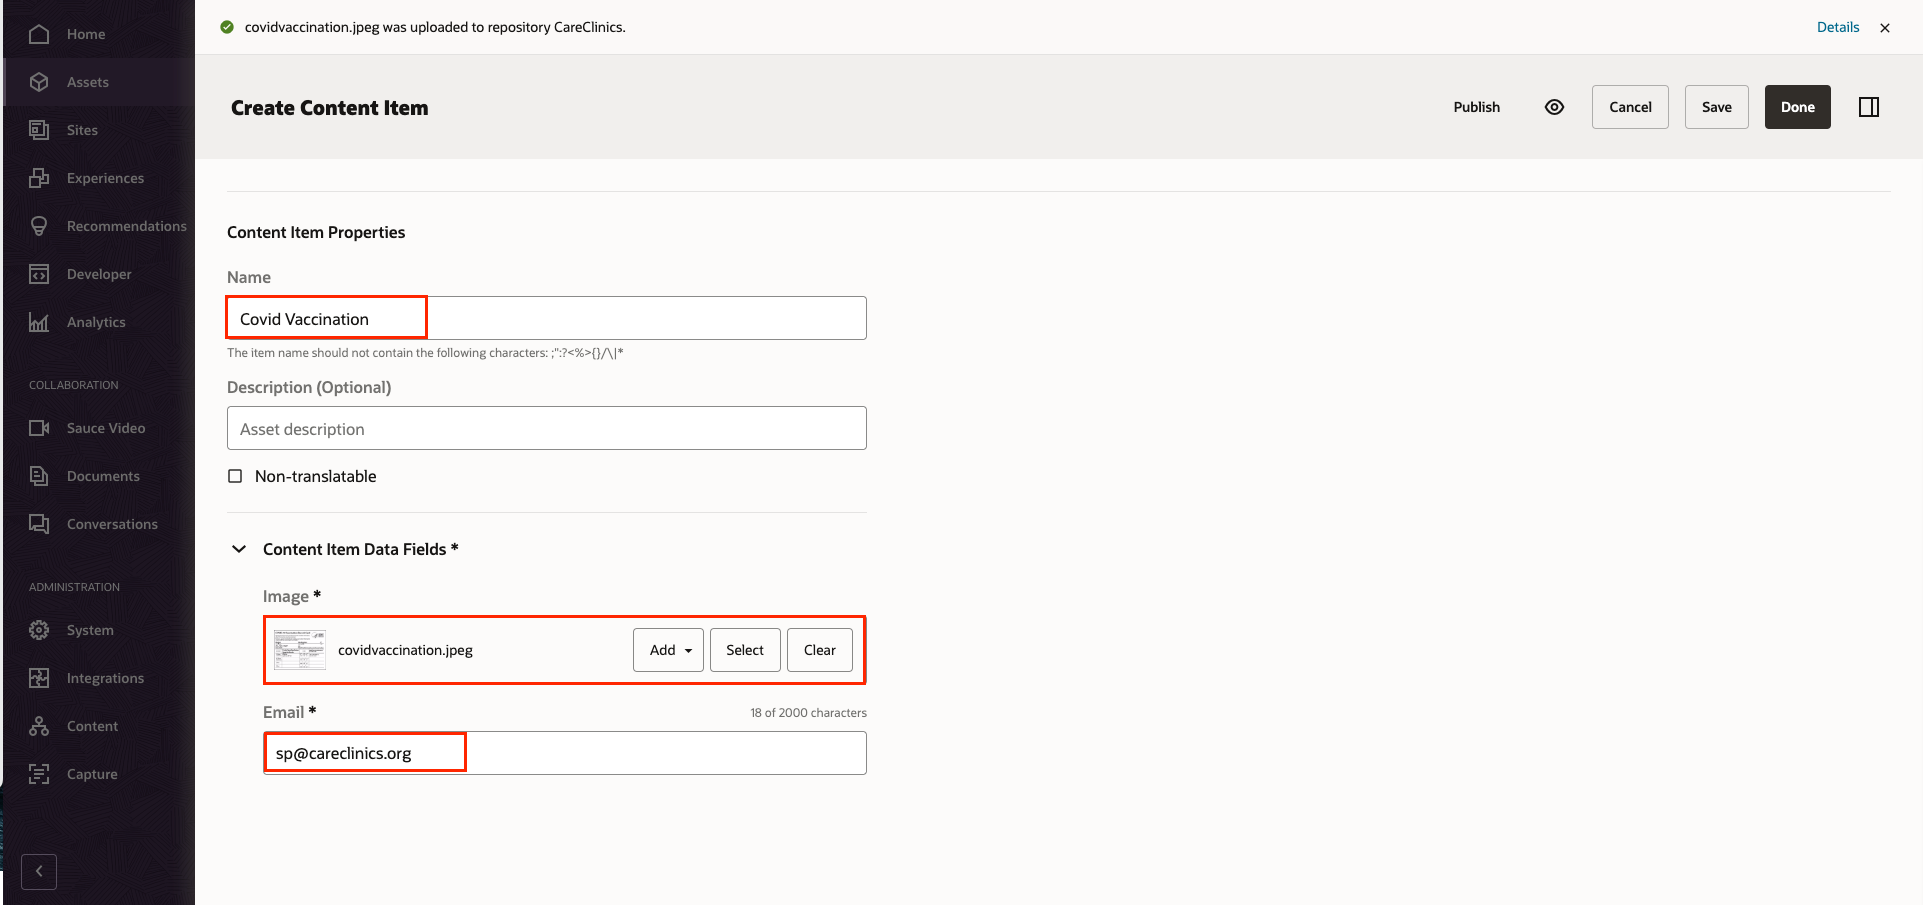 Home
Assets
Sites
Experiences
Recommendations
Developer
Analytics
COLLABORATION
Sauce Video
Documents
Conversations
ADMINISTRATION
System
Integrations
Content
Capture
covidvaccination.jpeg was uploaded to repository CareClinics.
Details
Create Content Item
Publish
Cancel
Save
Done
Content Item Properties
Name
Covid Vaccination
The item name should not contain the following characters: ;":?<%>{}/\|*
Description (Optional)
Asset description
Non-translatable
Content Item Data Fields *
Image *
covidvaccination.jpeg
Add
Select
Clear
Email *
18 of 2000 characters
sp@careclinics.org